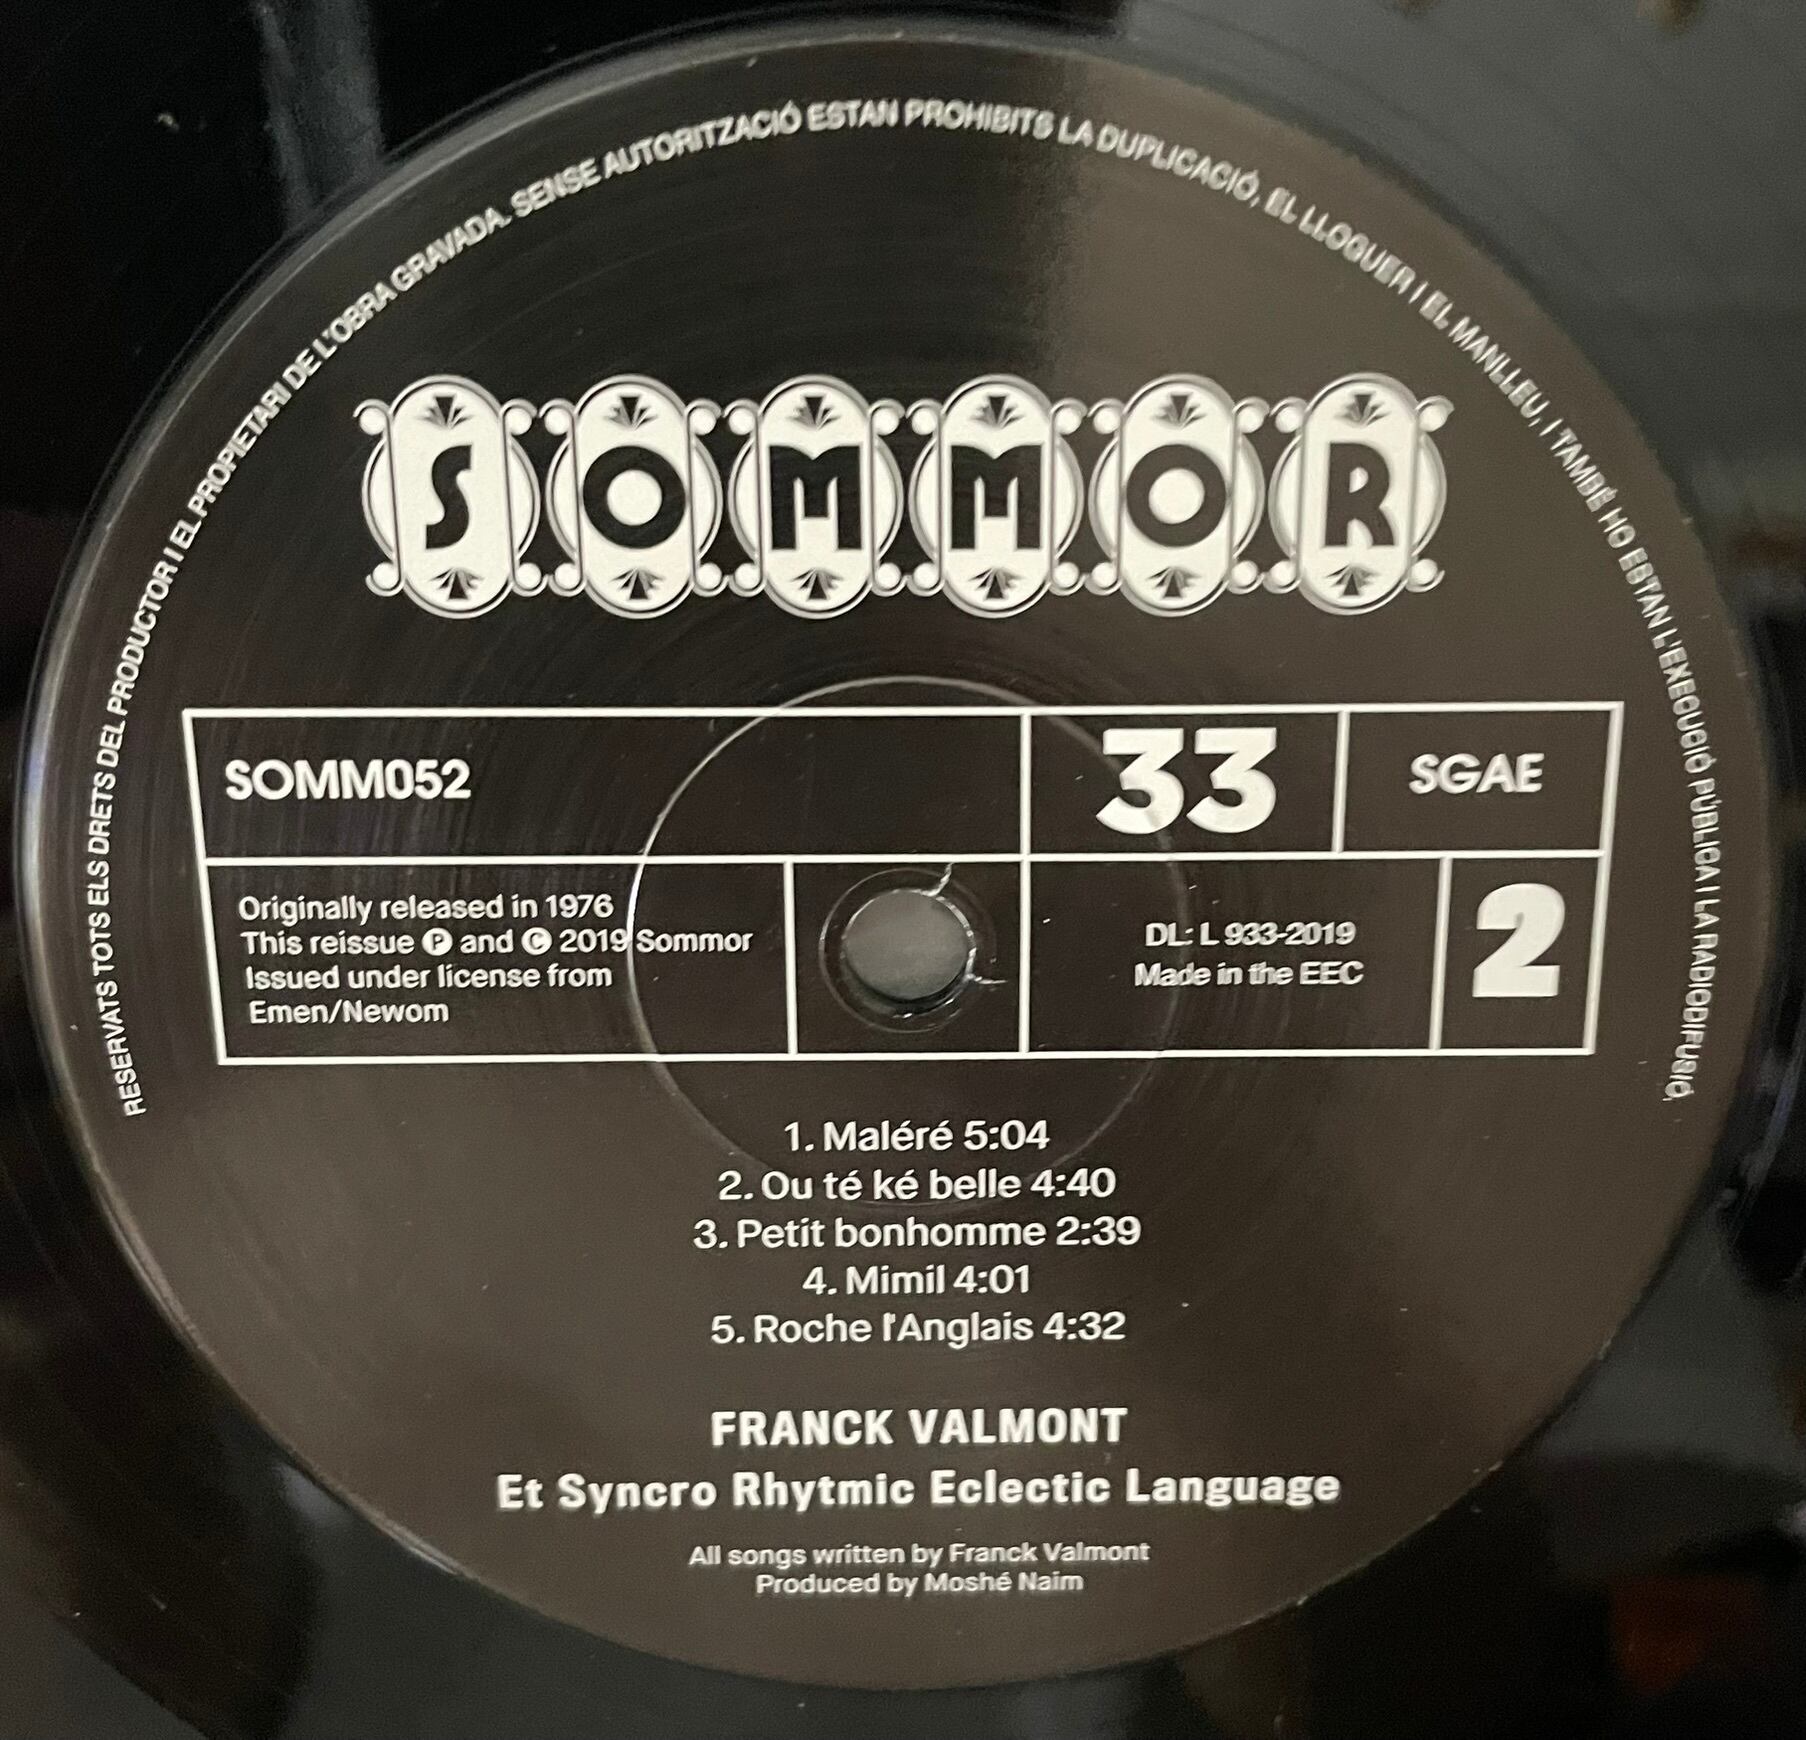 RESERVATS TOTS ELS DRETS DEL PRODUCTOR I EL PROPIETARI DE L'OBRA GRAVADA. SENSE AUTORITZACIÓ ESTAN PROHIBITS LA DUPLICACIÓ, EL LLOGUER I EL MANLLEU, I TAMBÉ HO ESTAN L'EXECUCIÓ PÚBLICA I LA RADIODIFUSIÓ.
SOMMOR
SOMM052
33
SGAE
Originally released in 1976
This reissue Ⓟ and © 2019 Sommor
Issued under license from
Emen/Newom
DL: L 933-2019
Made in the EEC
2
1. Maléré 5:04
2. Ou té ké belle 4:40
3. Petit bonhomme 2:39
4. Mimil 4:01
5. Roche l'Anglais 4:32
FRANCK VALMONT
Et Syncro Rhytmic Eclectic Language
All songs written by Franck Valmont
Produced by Moshé Naim